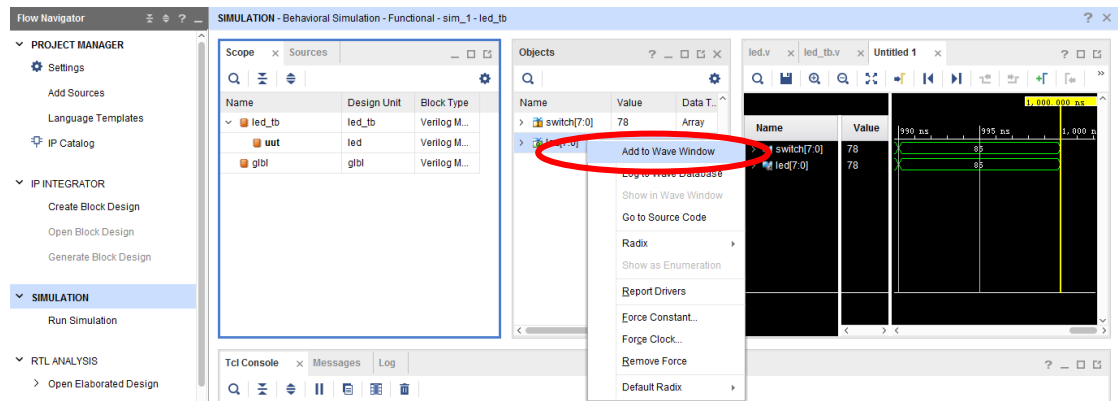 Flow Navigator ?
SIMULATION - Behavioral Simulation - Functional - sim_1 - led_tb ?
PROJECT MANAGER
Settings
Add Sources
Language Templates
IP Catalog
IP INTEGRATOR
Create Block Design
Open Block Design
Generate Block Design
SIMULATION
Run Simulation
RTL ANALYSIS
Open Elaborated Design
Scope Sources
Name Design Unit Block Type
led_tb led_tb Verilog M...
uut led Verilog M...
glbl glbl Verilog M...
Objects ?
Name Value Data T...
switch[7:0] 78 Array
Add to Wave Window
Log to Wave Database
Show in Wave Window
Go to Source Code
Radix
Show as Enumeration
Report Drivers
Force Constant...
Force Clock...
Remove Force
Default Radix
led.v led_tb.v Untitled 1 ?
1,000.000 ns
Name Value 990 ns 995 ns 1,000 n
switch[7:0] 78 85
led[7:0] 78 85
Tcl Console Messages Log ?